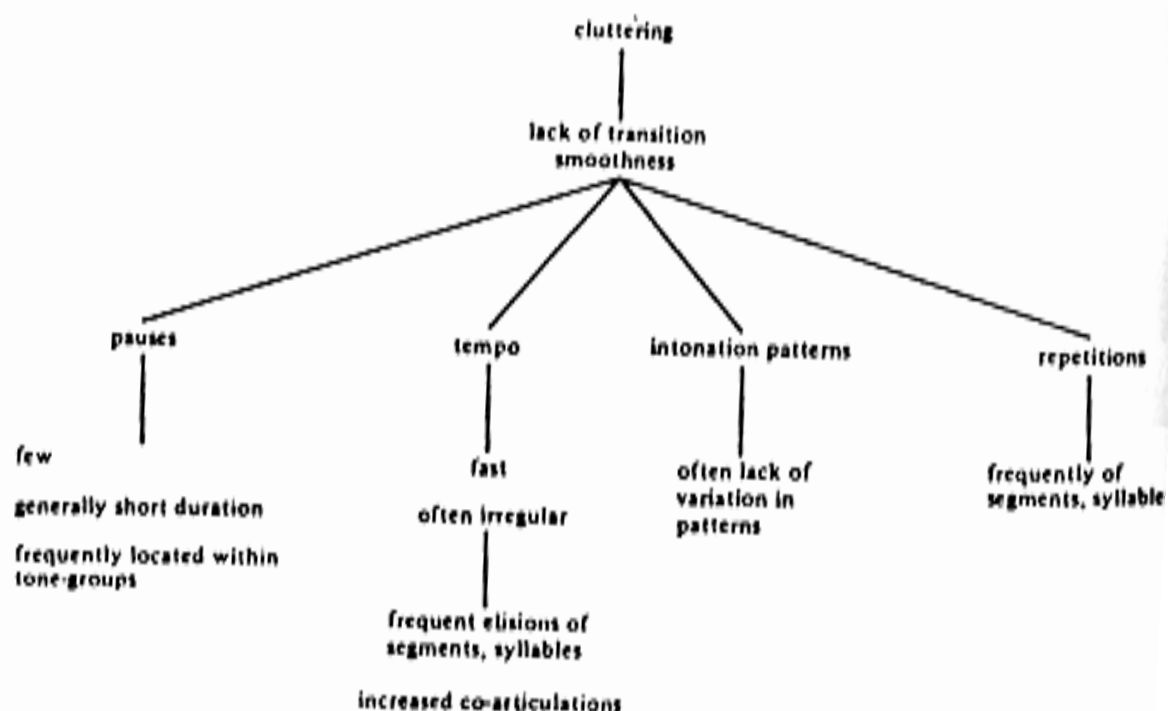 cluttering
lack of transition
smoothness
pauses
tempo
intonation patterns
repetitions
few
generally short duration
frequently located within
tone-groups
fast
often irregular
frequent elisions of
segments, syllables
increased co-articulations
often lack of
variation in
patterns
frequently of
segments, syllable